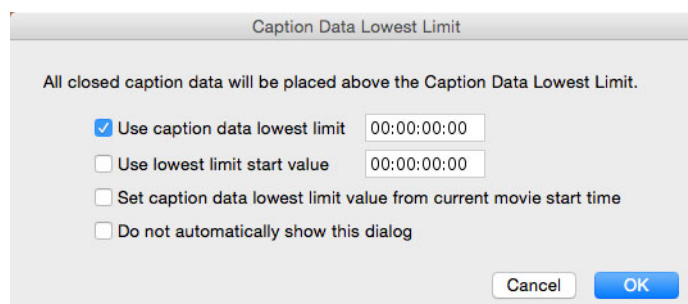 Caption Data Lowest Limit
All closed caption data will be placed above the Caption Data Lowest Limit.
Use caption data lowest limit 00:00:00:00
Use lowest limit start value 00:00:00:00
Set caption data lowest limit value from current movie start time
Do not automatically show this dialog
Cancel OK